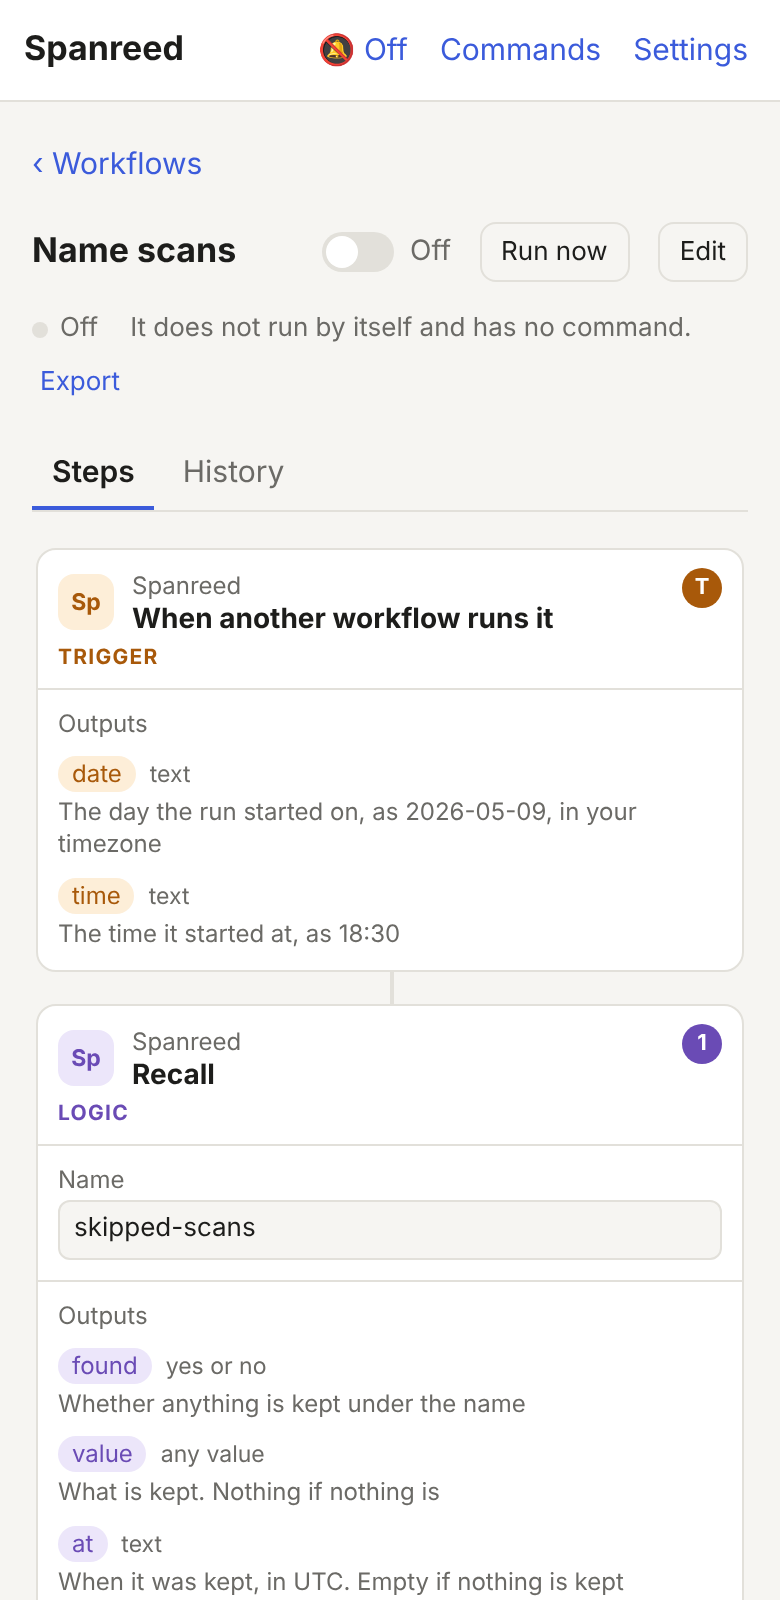 Spanreed
Off
Commands
Settings
‹ Workflows
Name scans
Off
Run now
Edit
Off
It does not run by itself and has no command.
Export
Steps
History
Sp
Spanreed
When another workflow runs it
T
TRIGGER
Outputs
date text
The day the run started on, as 2026-05-09, in your
timezone
time text
The time it started at, as 18:30
Sp
Spanreed
Recall
1
LOGIC
Name
skipped-scans
Outputs
found yes or no
Whether anything is kept under the name
value any value
What is kept. Nothing if nothing is
at text
When it was kept, in UTC. Empty if nothing is kept